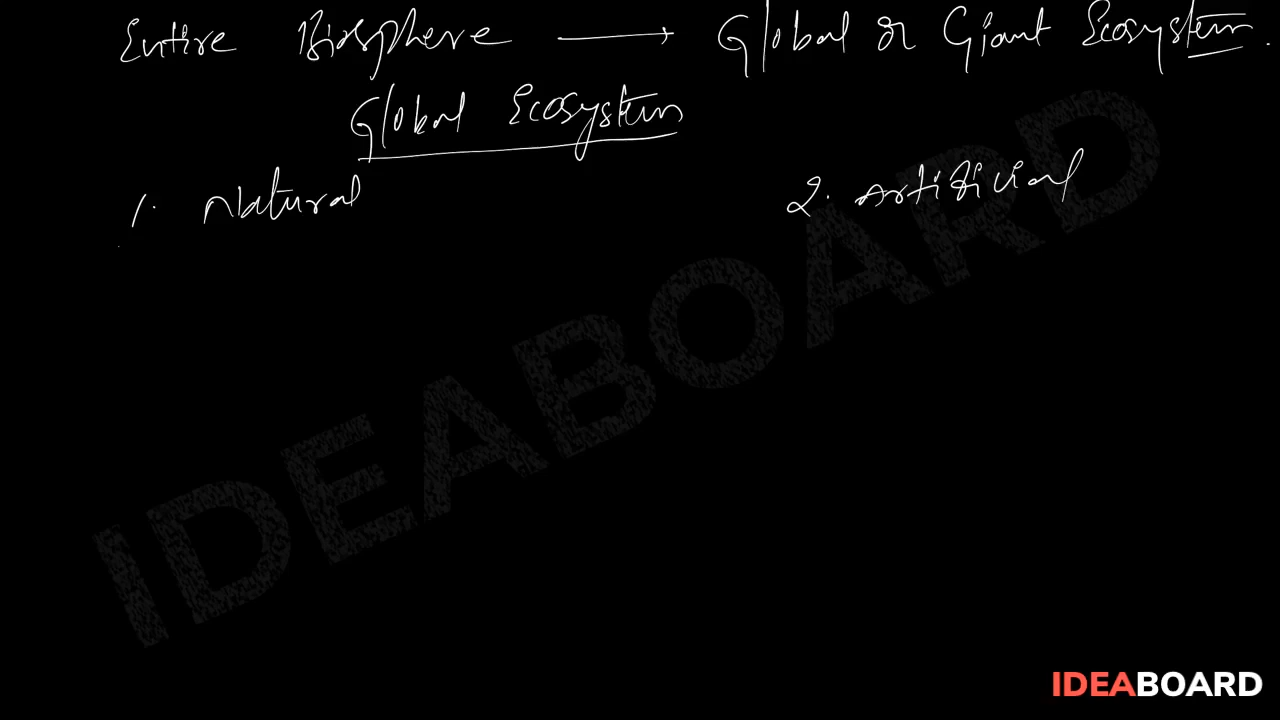 Entire Biosphere → Global or Giant Ecosystem.
Global Ecosystem
1. Natural 2. Artificial
IDEABOARD
IDEABOARD